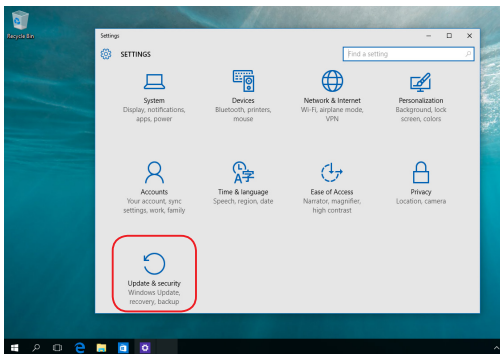 Recycle Bin
Settings
SETTINGS
Find a setting
System
Display, notifications,
apps, power
Devices
Bluetooth, printers,
mouse
Network & Internet
Wi-Fi, airplane mode,
VPN
Personalization
Background, lock
screen, colors
Accounts
Your account, sync
settings, work, family
Time & language
Speech, region, date
Ease of Access
Narrator, magnifier,
high contrast
Privacy
Location, camera
Update & security
Windows Update,
recovery, backup